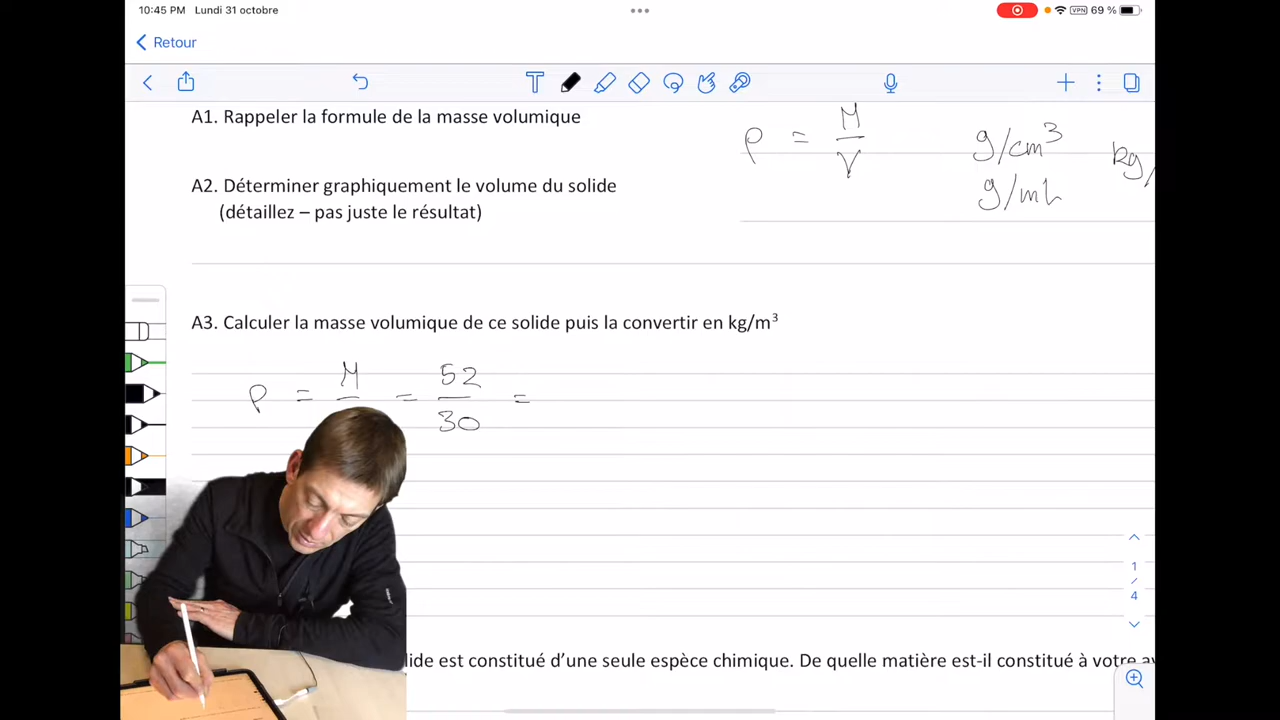 10:45 PM Lundi 31 octobre
VPN 69 %
Retour
A1. Rappeler la formule de la masse volumique
ρ = M / V
g/cm³
kg/
g/mL
A2. Déterminer graphiquement le volume du solide
(détaillez – pas juste le résultat)
A3. Calculer la masse volumique de ce solide puis la convertir en kg/m³
ρ = M = 52 / 30 =
1
/
4
lide est constitué d’une seule espèce chimique. De quelle matière est-il constitué à votre